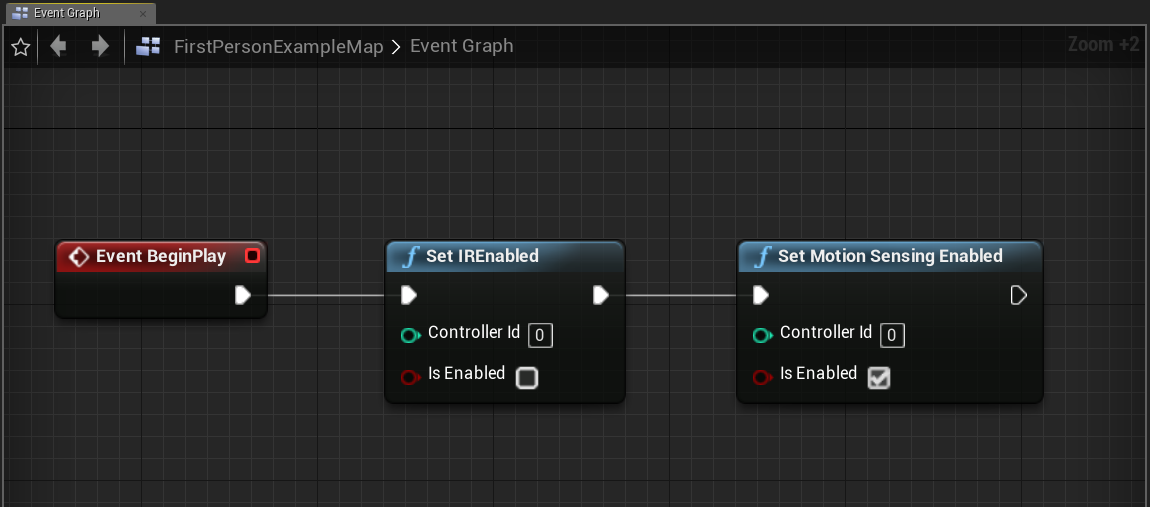 Event Graph
FirstPersonExampleMap > Event Graph
Zoom +2
Event BeginPlay
Set IREnabled
Controller Id 0
Is Enabled
Set Motion Sensing Enabled
Controller Id 0
Is Enabled